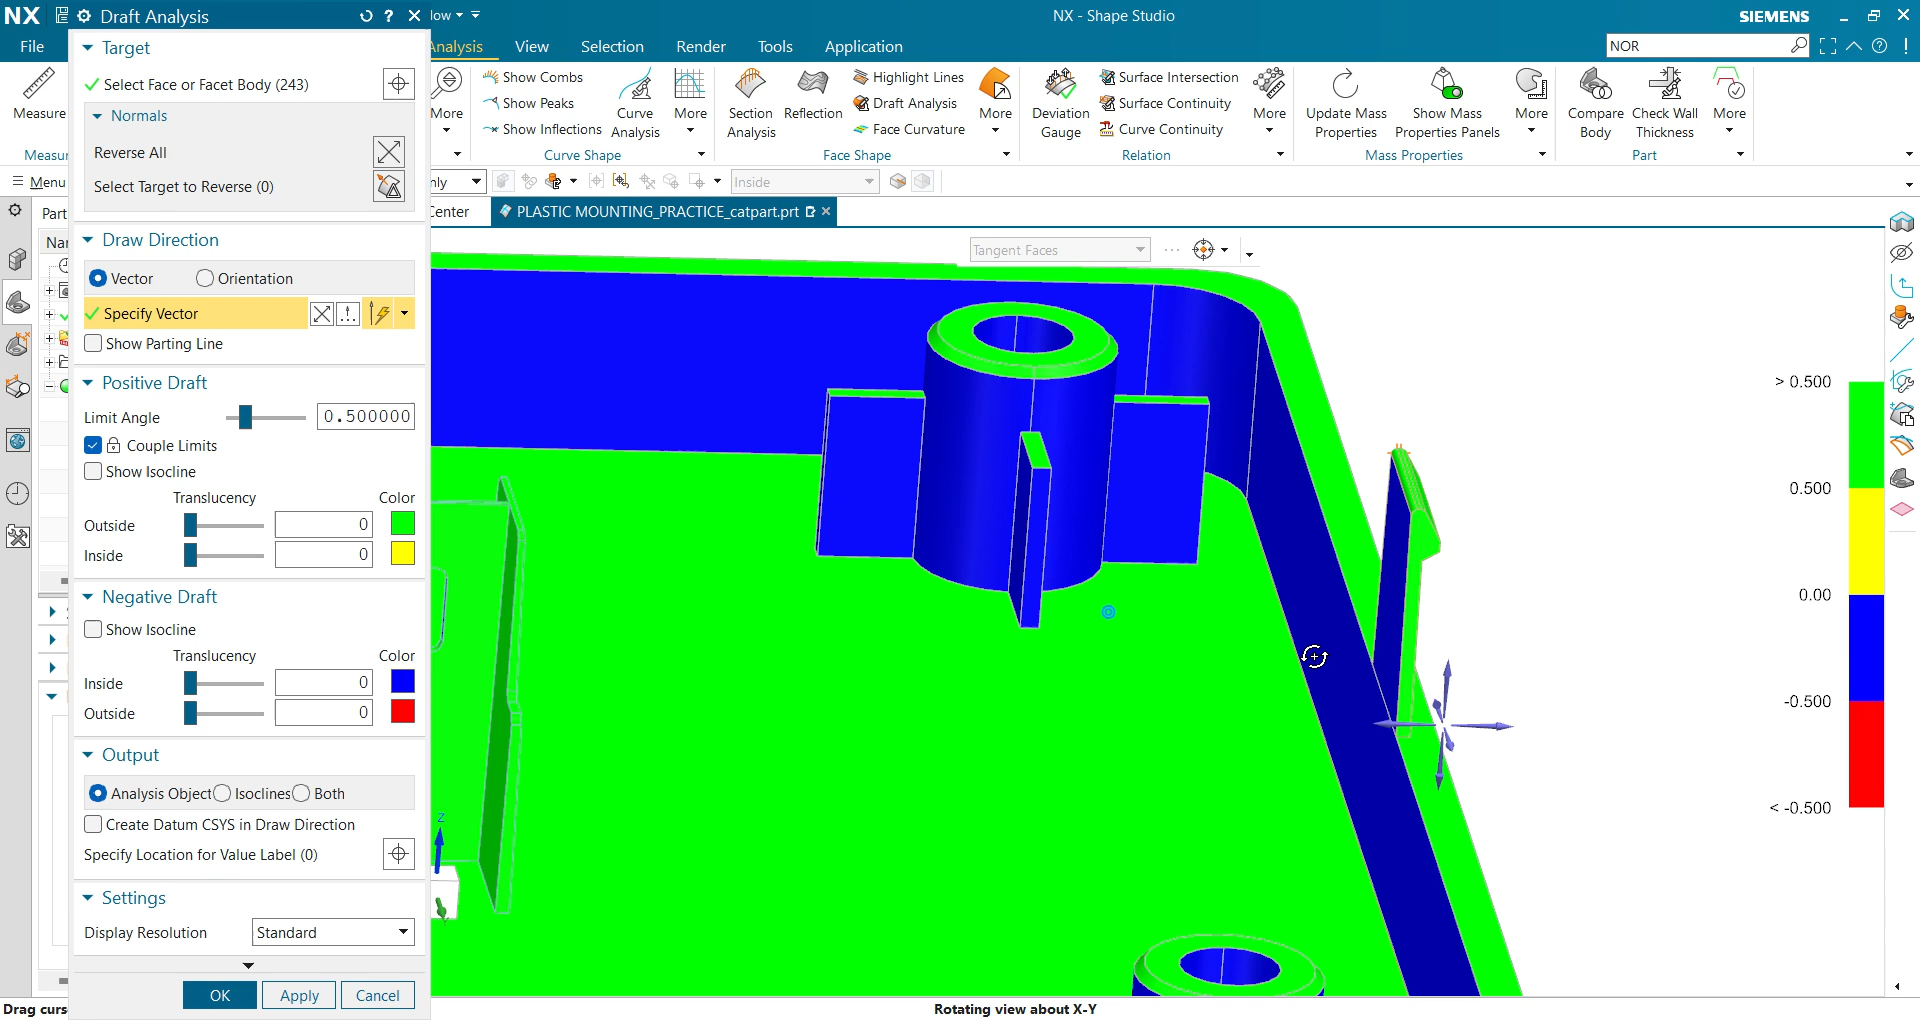 NX
Draft Analysis
? 
low
NX - Shape Studio
SIEMENS
File
Analysis
View
Selection
Render
Tools
Application
NOR
Target
Select Face or Facet Body (243)
Normals
Reverse All
Select Target to Reverse (0)
Draw Direction
Vector
Orientation
Specify Vector
Show Parting Line
Positive Draft
Limit Angle
0.500000
Couple Limits
Show Isocline
Translucency
Color
Outside
0
Inside
0
Negative Draft
Show Isocline
Translucency
Color
Inside
0
Outside
0
Output
Analysis Object
Isoclines
Both
Create Datum CSYS in Draw Direction
Specify Location for Value Label (0)
Settings
Display Resolution
Standard
OK
Apply
Cancel
Measure
Measur
Menu
Part
Nar
More
Show Combs
Show Peaks
Show Inflections
Curve Analysis
More
Curve Shape
Section Analysis
Reflection
Highlight Lines
Draft Analysis
Face Curvature
More
Face Shape
Deviation Gauge
Surface Intersection
Surface Continuity
Curve Continuity
More
Relation
Update Mass Properties
Show Mass Properties Panels
More
Mass Properties
Compare Body
Check Wall Thickness
More
Part
nly
Inside
Center
PLASTIC MOUNTING_PRACTICE_catpart.prt
Tangent Faces
> 0.500
0.500
0.00
-0.500
< -0.500
Z
Drag curs
Rotating view about X-Y